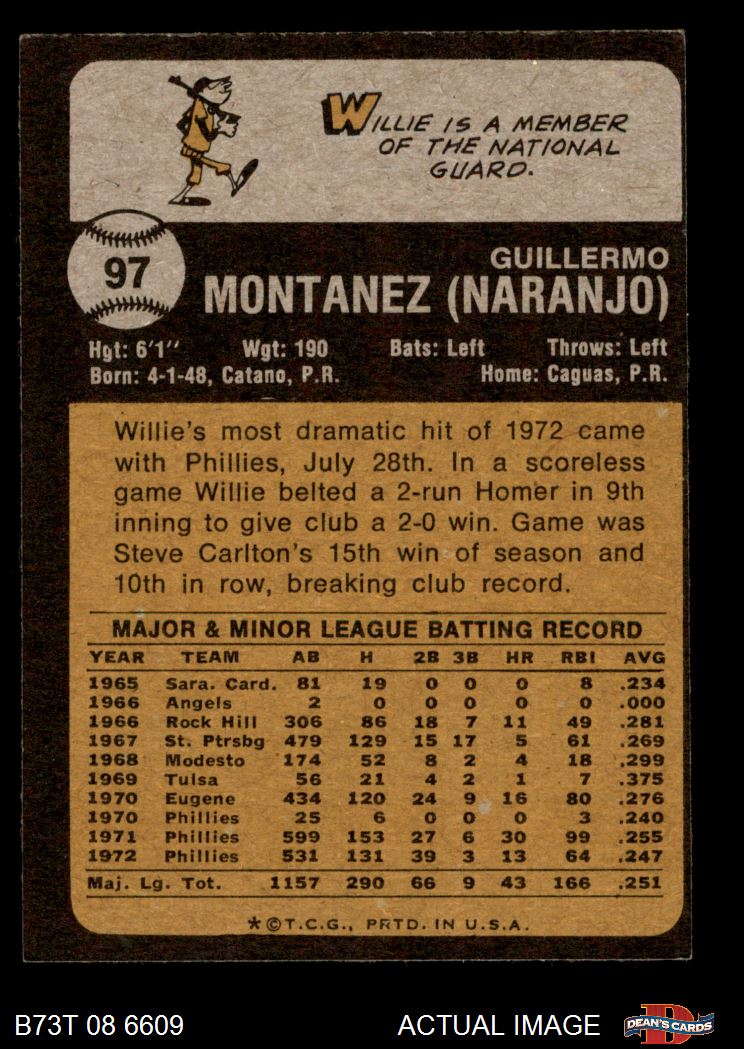 WILLIE IS A MEMBER
OF THE NATIONAL
GUARD.
97
GUILLERMO
MONTANEZ (NARANJO)
Hgt: 6'1" Wgt: 190 Bats: Left Throws: Left
Born: 4-1-48, Catano, P.R. Home: Caguas, P.R.
Willie's most dramatic hit of 1972 came
with Phillies, July 28th. In a scoreless
game Willie belted a 2-run Homer in 9th
inning to give club a 2-0 win. Game was
Steve Carlton's 15th win of season and
10th in row, breaking club record.
MAJOR & MINOR LEAGUE BATTING RECORD
YEAR TEAM AB H 2B 3B HR RBI AVG
1965 Sara. Card. 81 19 0 0 0 8 .234
1966 Angels 2 0 0 0 0 0 .000
1966 Rock Hill 306 86 18 7 11 49 .281
1967 St. Ptrsbg 479 129 15 17 5 61 .269
1968 Modesto 174 52 8 2 4 18 .299
1969 Tulsa 56 21 4 2 1 7 .375
1970 Eugene 434 120 24 9 16 80 .276
1970 Phillies 25 6 0 0 0 3 .240
1971 Phillies 599 153 27 6 30 99 .255
1972 Phillies 531 131 39 3 13 64 .247
Maj. Lg. Tot. 1157 290 66 9 43 166 .251
*©T.C.G., PRTD. IN U.S.A.
B73T 08 6609 ACTUAL IMAGE DEAN'S CARDS